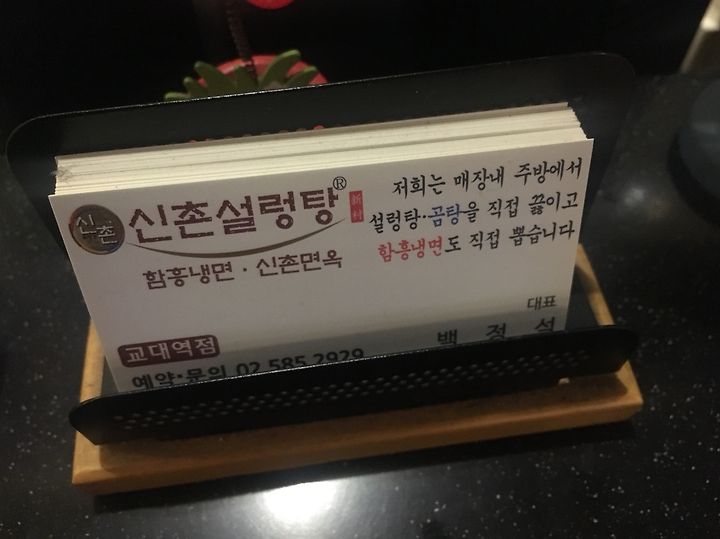 신촌
신촌설렁탕®
新村
함흥냉면·신촌면옥
저희는 매장내 주방에서
설렁탕·곰탕을 직접 끓이고
함흥냉면도 직접 뽑습니다
교대역점
예약·문의 02.585.2929
대표
백 정 석